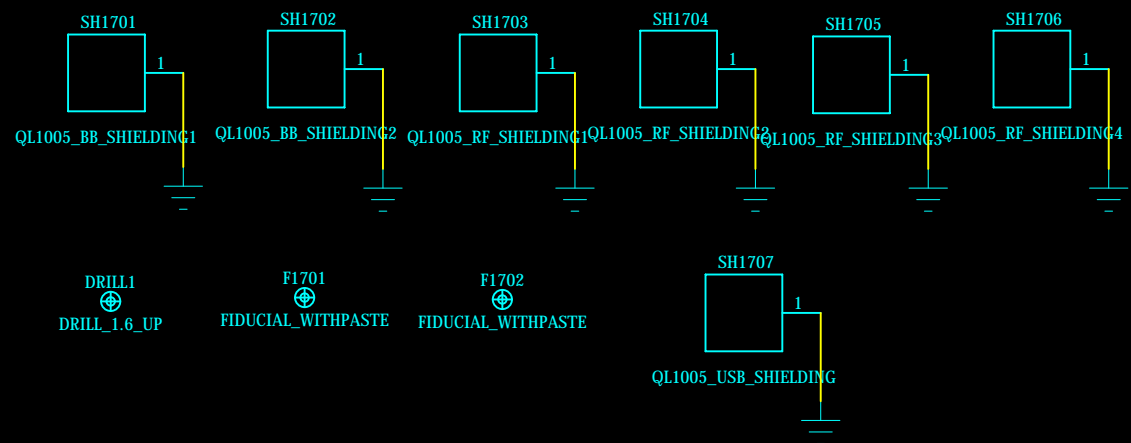 SH1701
SH1702
SH1703
SH1704
SH1705
SH1706
1
1
1
1
1
1
QL1005_BB_SHIELDING1
QL1005_BB_SHIELDING2
QL1005_RF_SHIELDING1
QL1005_RF_SHIELDING2
QL1005_RF_SHIELDING3
QL1005_RF_SHIELDING4
DRILL1
DRILL_1.6_UP
F1701
FIDUCIAL_WITHPASTE
F1702
FIDUCIAL_WITHPASTE
SH1707
1
QL1005_USB_SHIELDING